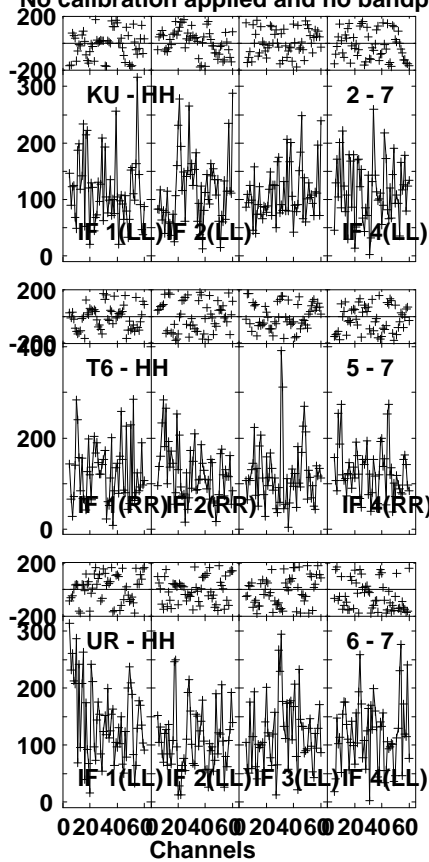 No calibration applied and no bandp
200
-200
300
KU - HH 2 - 7
200
100
IF 1(LL) IF 2(LL) IF 4(LL)
0
200
-200
400
T6 - HH 5 - 7
200
IF 1(RR) IF 2(RR) IF 4(RR)
0
200
-200
300
UR - HH 6 - 7
200
100
IF 1(LL) IF 2(LL) IF 3(LL) IF 4(LL)
0
0 20 40 60 0 20 40 60 0 20 40 60 0 20 40 60
Channels